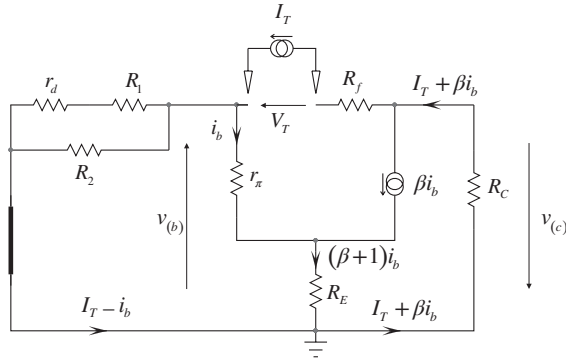 I_T
r_d
R_1
R_f
I_T + βi_b
V_T
i_b
R_2
r_π
βi_b
R_C
v_(b)
v_(c)
(β+1)i_b
R_E
I_T − i_b
I_T + βi_b